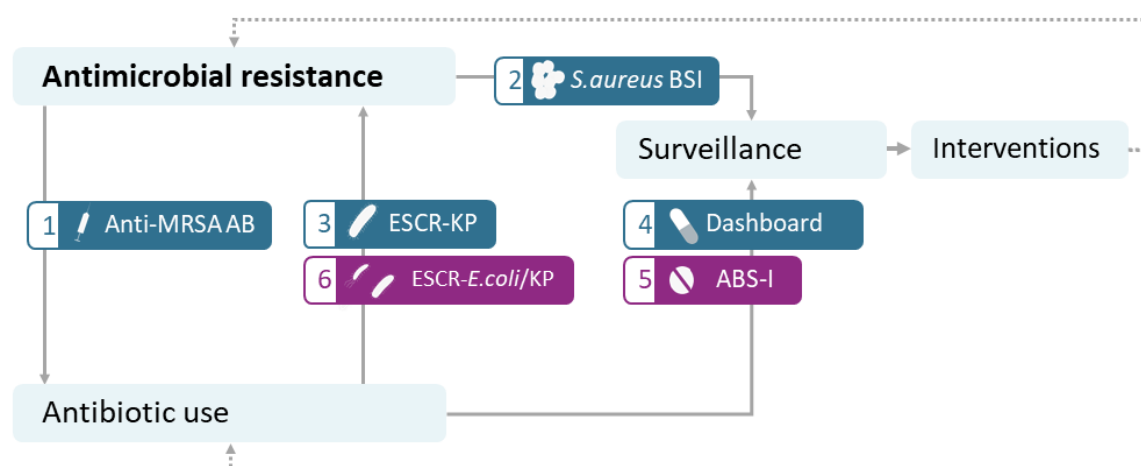 Antimicrobial resistance
2 S.aureus BSI
Surveillance
Interventions
1 Anti-MRSA AB
3 ESCR-KP
4 Dashboard
6 ESCR-E.coli/KP
5 ABS-I
Antibiotic use